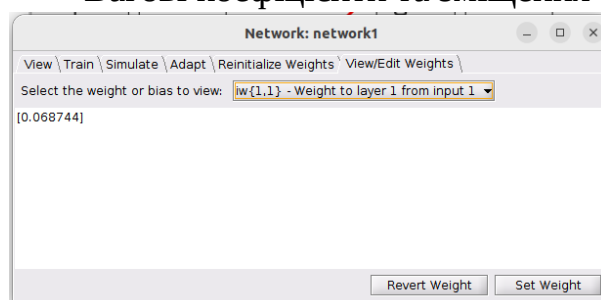 Вагові коефіцієнти та зміщення
Network: network1
View Train Simulate Adapt Reinitialize Weights View/Edit Weights
Select the weight or bias to view: iw{1,1} - Weight to layer 1 from input 1
[0.068744]
Revert Weight Set Weight